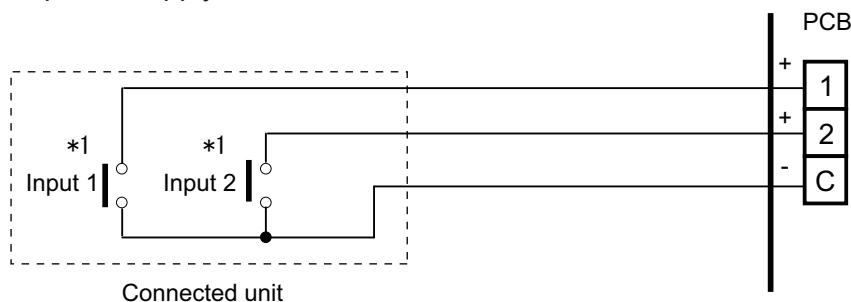 PCB
+
1
*1
*1
+
2
Input 1
Input 2
-
C
Connected unit